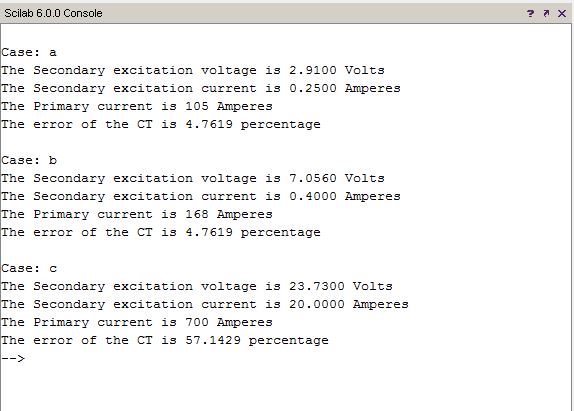 Scilab 6.0.0 Console
Case: a
The Secondary excitation voltage is 2.9100 Volts
The Secondary excitation current is 0.2500 Amperes
The Primary current is 105 Amperes
The error of the CT is 4.7619 percentage
Case: b
The Secondary excitation voltage is 7.0560 Volts
The Secondary excitation current is 0.4000 Amperes
The Primary current is 168 Amperes
The error of the CT is 4.7619 percentage
Case: c
The Secondary excitation voltage is 23.7300 Volts
The Secondary excitation current is 20.0000 Amperes
The Primary current is 700 Amperes
The error of the CT is 57.1429 percentage
-->